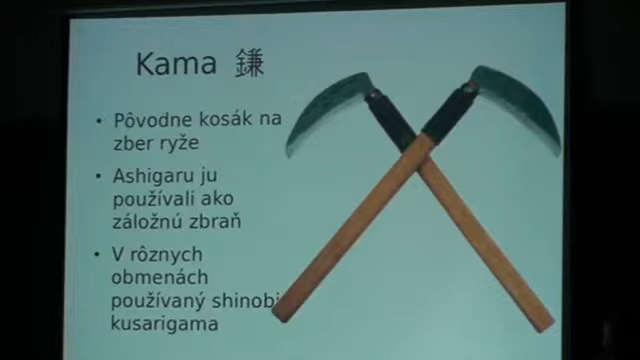 Kama 鎌
• Pôvodne kosák na
zber ryže
• Ashigaru ju
používali ako
záložnú zbraň
• V rôznych
obmenách
používaný shinobi
kusarigama